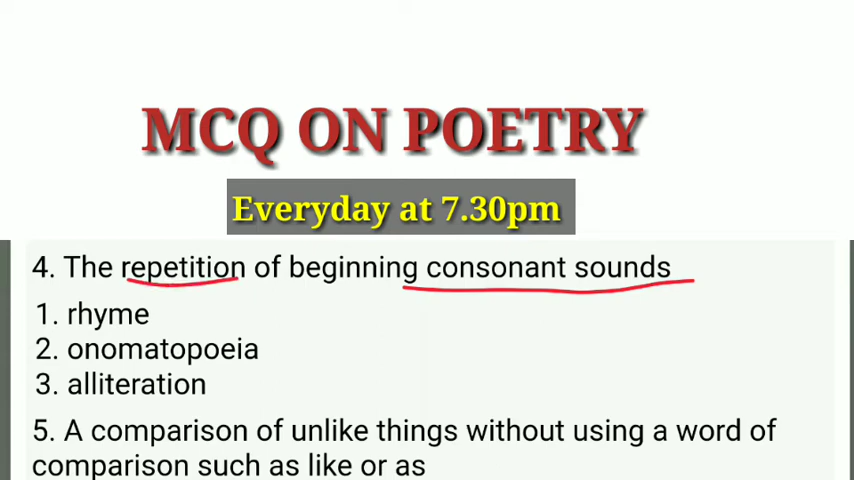 MCQ ON POETRY
Everyday at 7.30pm
4. The repetition of beginning consonant sounds
1. rhyme
2. onomatopoeia
3. alliteration
5. A comparison of unlike things without using a word of
comparison such as like or as